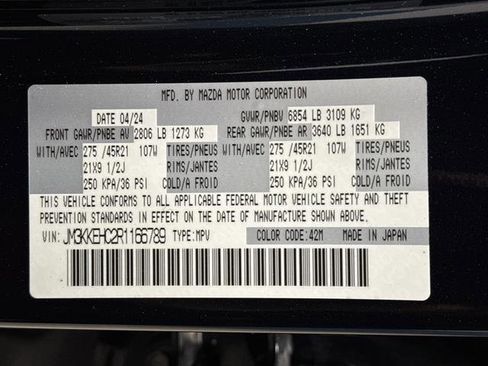 MFD. BY MAZDA MOTOR CORPORATION
DATE 04/24 GVWR/PNBV 6854 LB 3109 KG
FRONT GAWR/PNBE AV 2806 LB 1273 KG REAR GAWR/PNBE AR 3640 LB 1651 KG
WITH/AVEC 275 /45R21 107W TIRES/PNEUS WITH/AVEC 275 /45R21 107W TIRES/PNEUS
21X9 1/2J RIMS/JANTES 21X9 1/2J RIMS/JANTES
250 KPA/36 PSI COLD/A FROID 250 KPA/36 PSI COLD/A FROID
THIS VEHICLE CONFORMS TO ALL APPLICABLE FEDERAL MOTOR VEHICLE SAFETY AND THEFT
PREVENTION STANDARDS IN EFFECT ON THE DATE OF MANUFACTURE SHOWN ABOVE.
VIN: JM3KKEHC2R1166789 TYPE:MPV COLOR CODE:42M MADE IN JAPAN